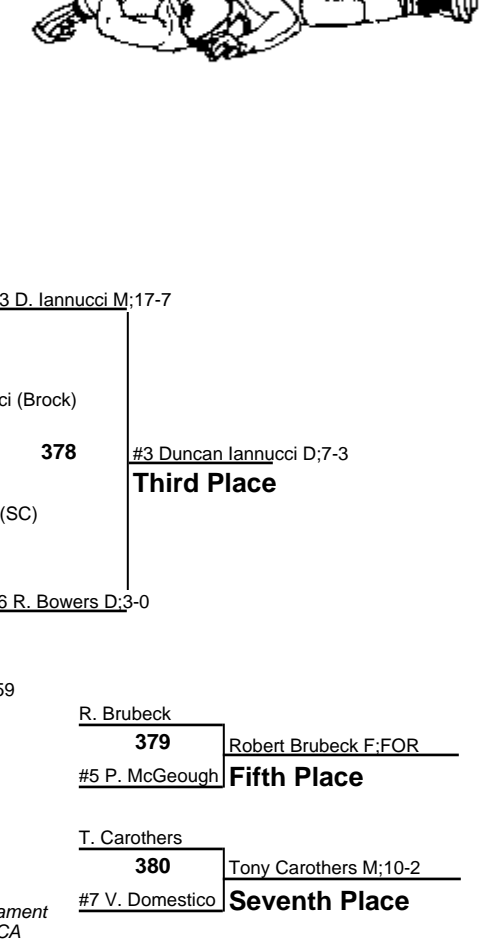 3 D. Iannucci M;17-7
ci (Brock)
378
#3 Duncan Iannucci D;7-3
Third Place
(SC)
6 R. Bowers D;3-0
59
R. Brubeck
379
Robert Brubeck F;FOR
#5 P. McGeough
Fifth Place
T. Carothers
380
Tony Carothers M;10-2
#7 V. Domestico
Seventh Place
ament
CA